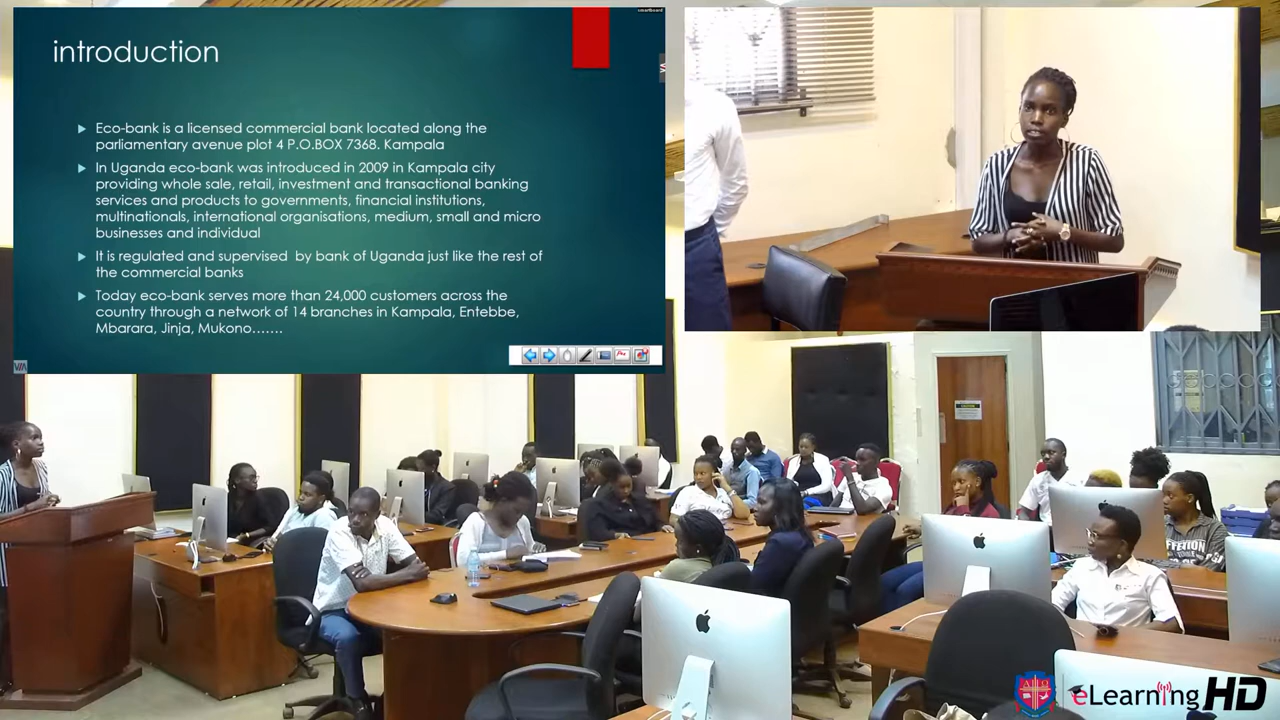 smartboard
introduction
Eco-bank is a licensed commercial bank located along the
parliamentary avenue plot 4 P.O.BOX 7368. Kampala
In Uganda eco-bank was introduced in 2009 in Kampala city
providing whole sale, retail, investment and transactional banking
services and products to governments, financial institutions,
multinationals, international organisations, medium, small and micro
businesses and individual
It is regulated and supervised by bank of Uganda just like the rest of
the commercial banks
Today eco-bank serves more than 24,000 customers across the
country through a network of 14 branches in Kampala, Entebbe,
Mbarara, Jinja, Mukono.......
VIA
eLearning HD